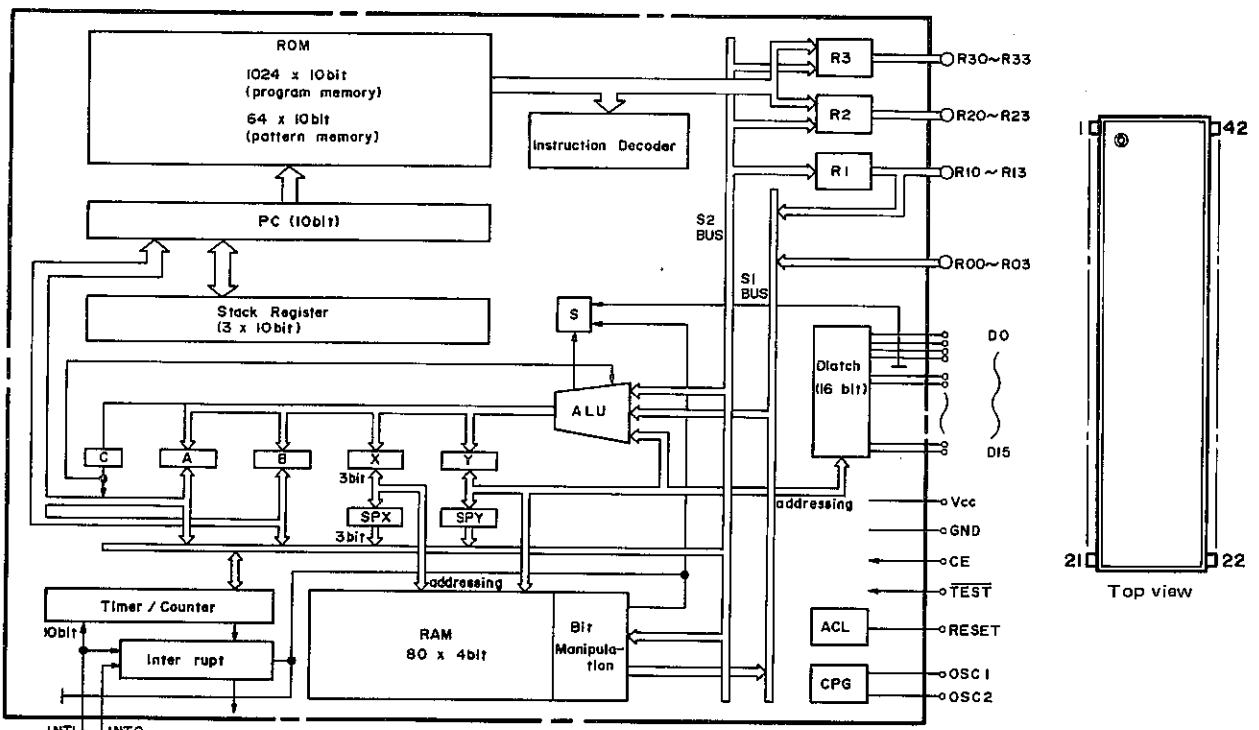 ROM
1024 x 10bit
(program memory)
64 x 10bit
(pattern memory)
Instruction Decoder
R3
R30~R33
R2
R20~R23
R1
R10~R13
PC (10bit)
S2
BUS
S1
BUS
R00~R03
Stack Register
(3 x 10bit)
S
Dlatch
(16 bit)
D0
D15
ALU
C
A
B
X
Y
3bit
SPX
SPY
3bit
addressing
addressing
Vcc
GND
CE
TEST
RESET
OSC1
OSC2
ACL
CPG
Timer / Counter
10bit
Inter rupt
RAM
80 x 4bit
Bit
Manipula-
tion
1
42
21
22
Top view